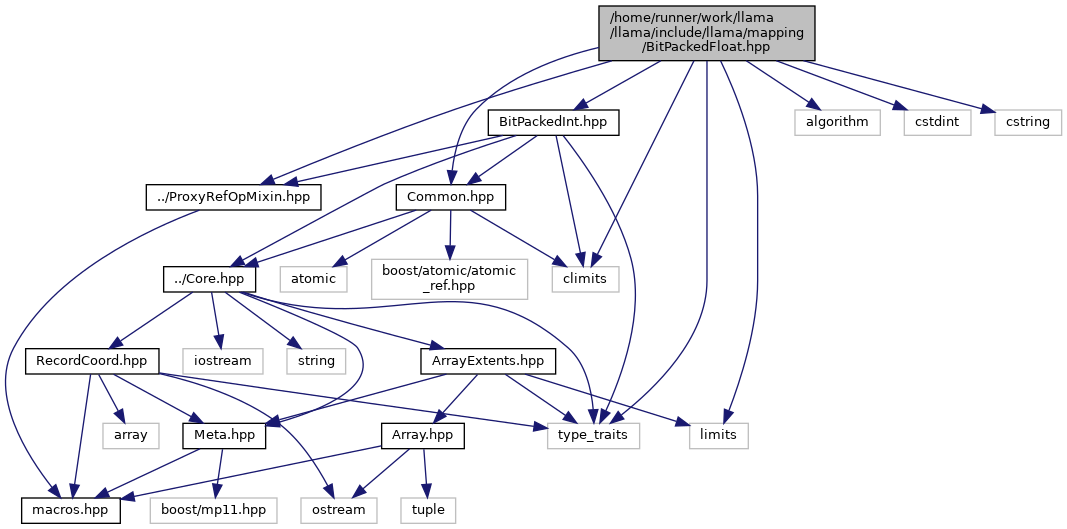 /home/runner/work/llama
/llama/include/llama/mapping
/BitPackedFloat.hpp
BitPackedInt.hpp
algorithm
cstdint
cstring
../ProxyRefOpMixin.hpp
Common.hpp
../Core.hpp
atomic
boost/atomic/atomic
_ref.hpp
climits
RecordCoord.hpp
iostream
string
ArrayExtents.hpp
array
Meta.hpp
Array.hpp
type_traits
limits
macros.hpp
boost/mp11.hpp
ostream
tuple